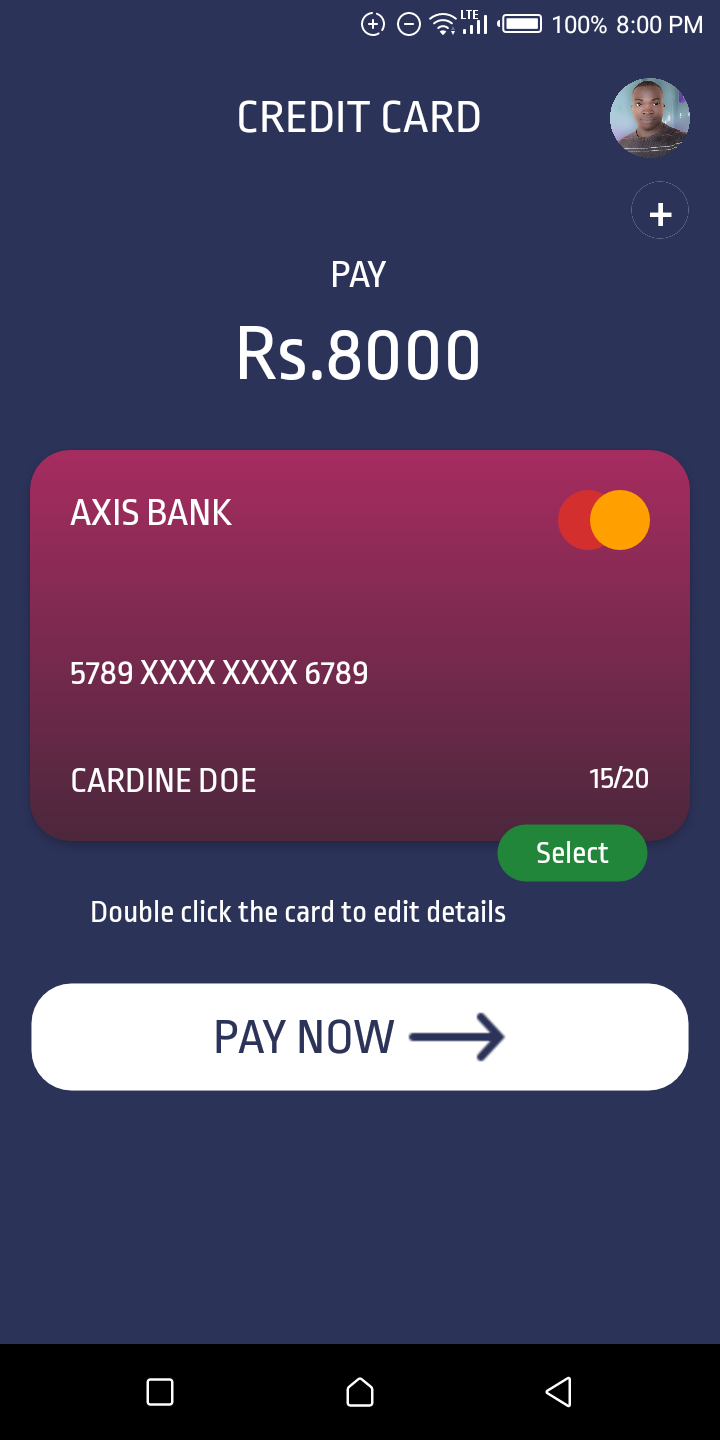 LTE 100% 8:00 PM
CREDIT CARD
+
PAY
Rs.8000
AXIS BANK
5789 XXXX XXXX 6789
CARDINE DOE 15/20
Select
Double click the card to edit details
PAY NOW